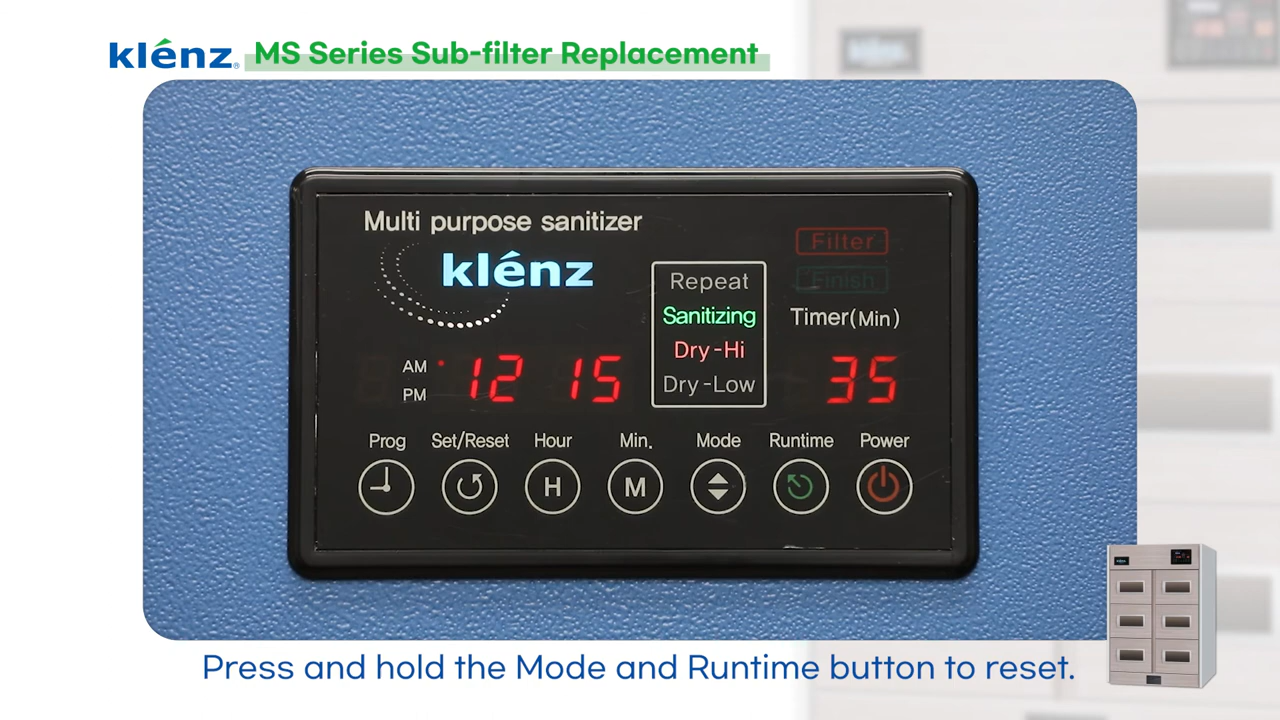 klénz® MS Series Sub-filter Replacement
Multi purpose sanitizer
klénz
Filter
Finish
Repeat
Sanitizing
Dry-Hi
Dry-Low
Timer(Min)
AM
PM
12 15
35
Prog Set/Reset Hour Min. Mode Runtime Power
H M
Press and hold the Mode and Runtime button to reset.